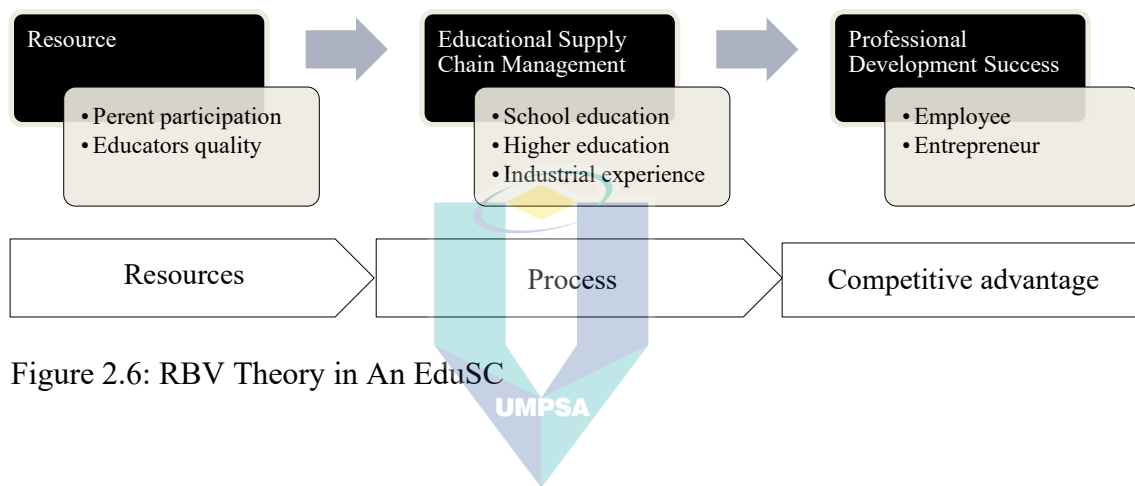 Resource
• Perent participation
• Educators quality
Educational Supply
Chain Management
• School education
• Higher education
• Industrial experience
Professional
Development Success
• Employee
• Entrepreneur
Resources
Process
Competitive advantage
Figure 2.6: RBV Theory in An EduSC
UMPSA